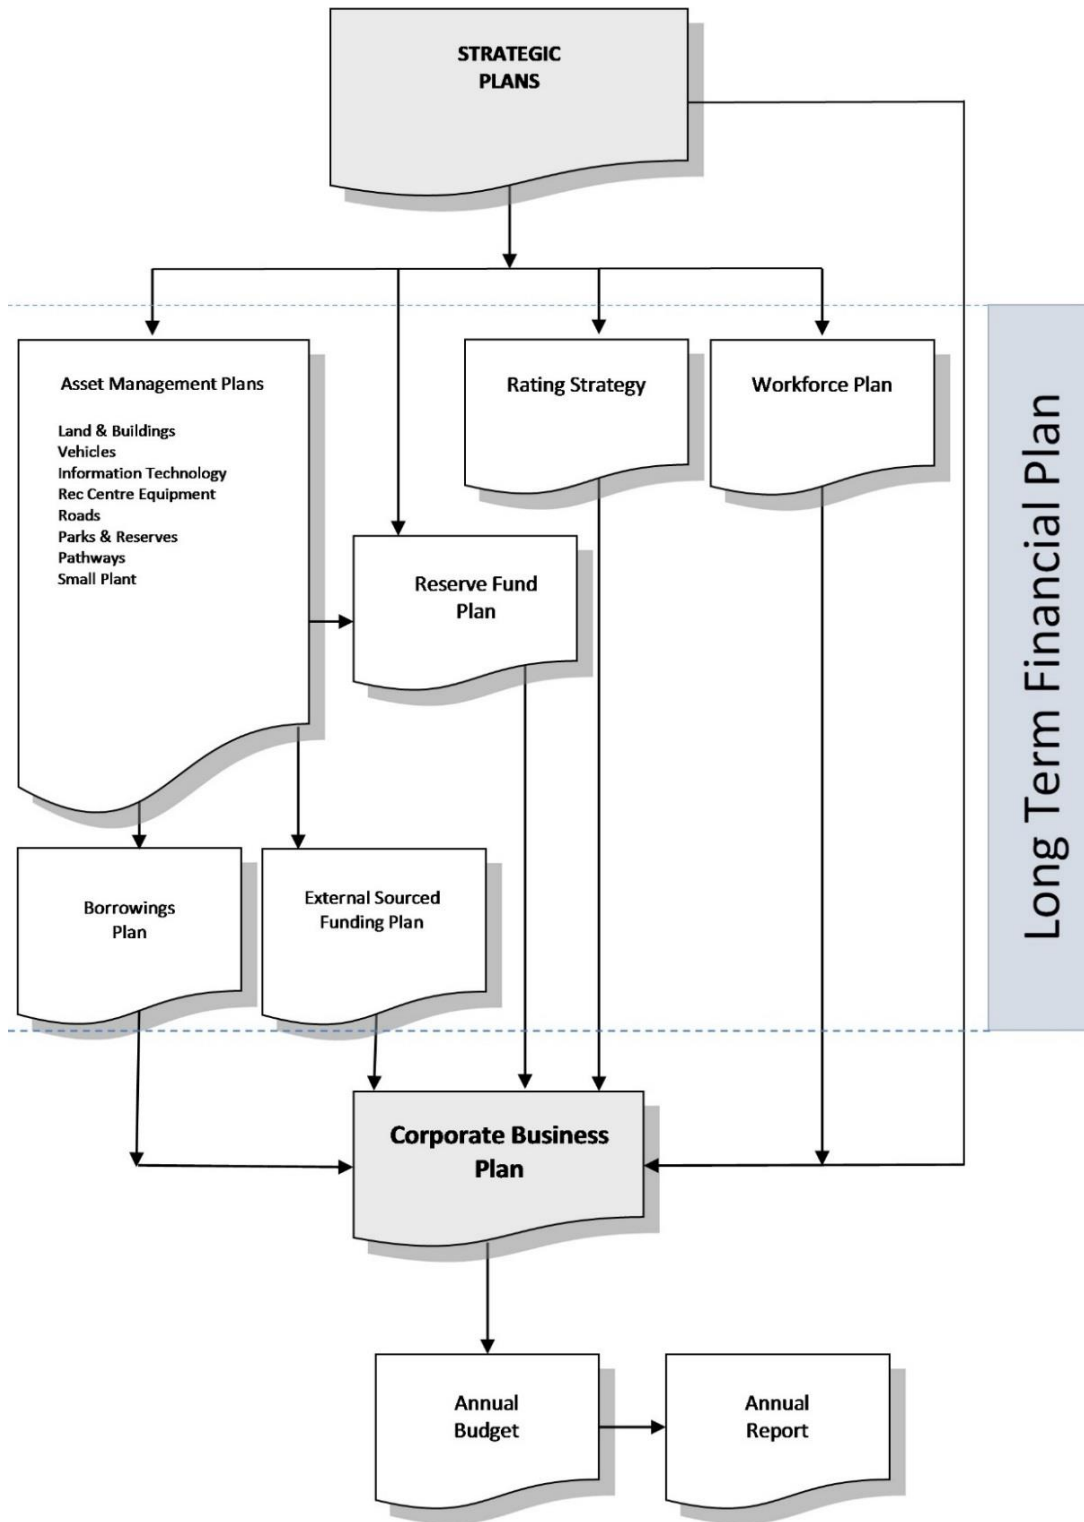 STRATEGIC
PLANS
Asset Management Plans
Land & Buildings
Vehicles
Information Technology
Rec Centre Equipment
Roads
Parks & Reserves
Pathways
Small Plant
Rating Strategy
Workforce Plan
Reserve Fund
Plan
Borrowings
Plan
External Sourced
Funding Plan
Long Term Financial Plan
Corporate Business
Plan
Annual
Budget
Annual
Report